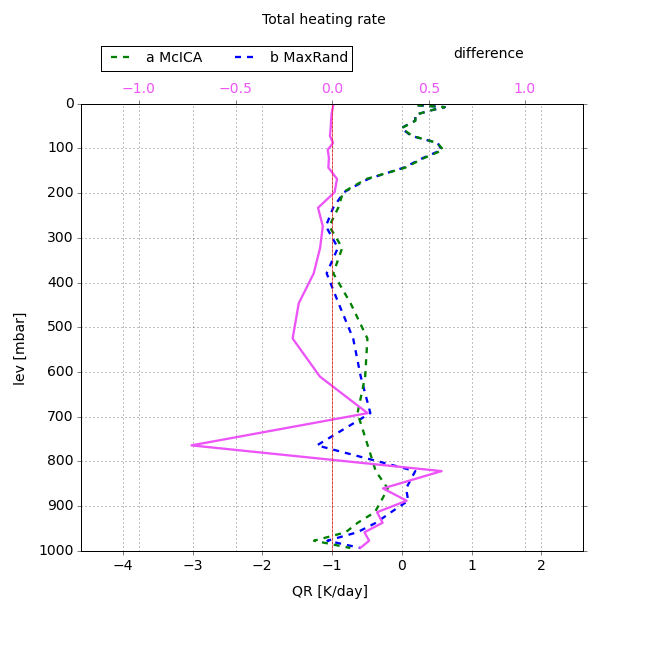 Total heating rate
a McICA b MaxRand difference
−1.0 −0.5 0.0 0.5 1.0
0
100
200
300
400
500
600
700
800
900
1000
lev [mbar]
−4 −3 −2 −1 0 1 2
QR [K/day]